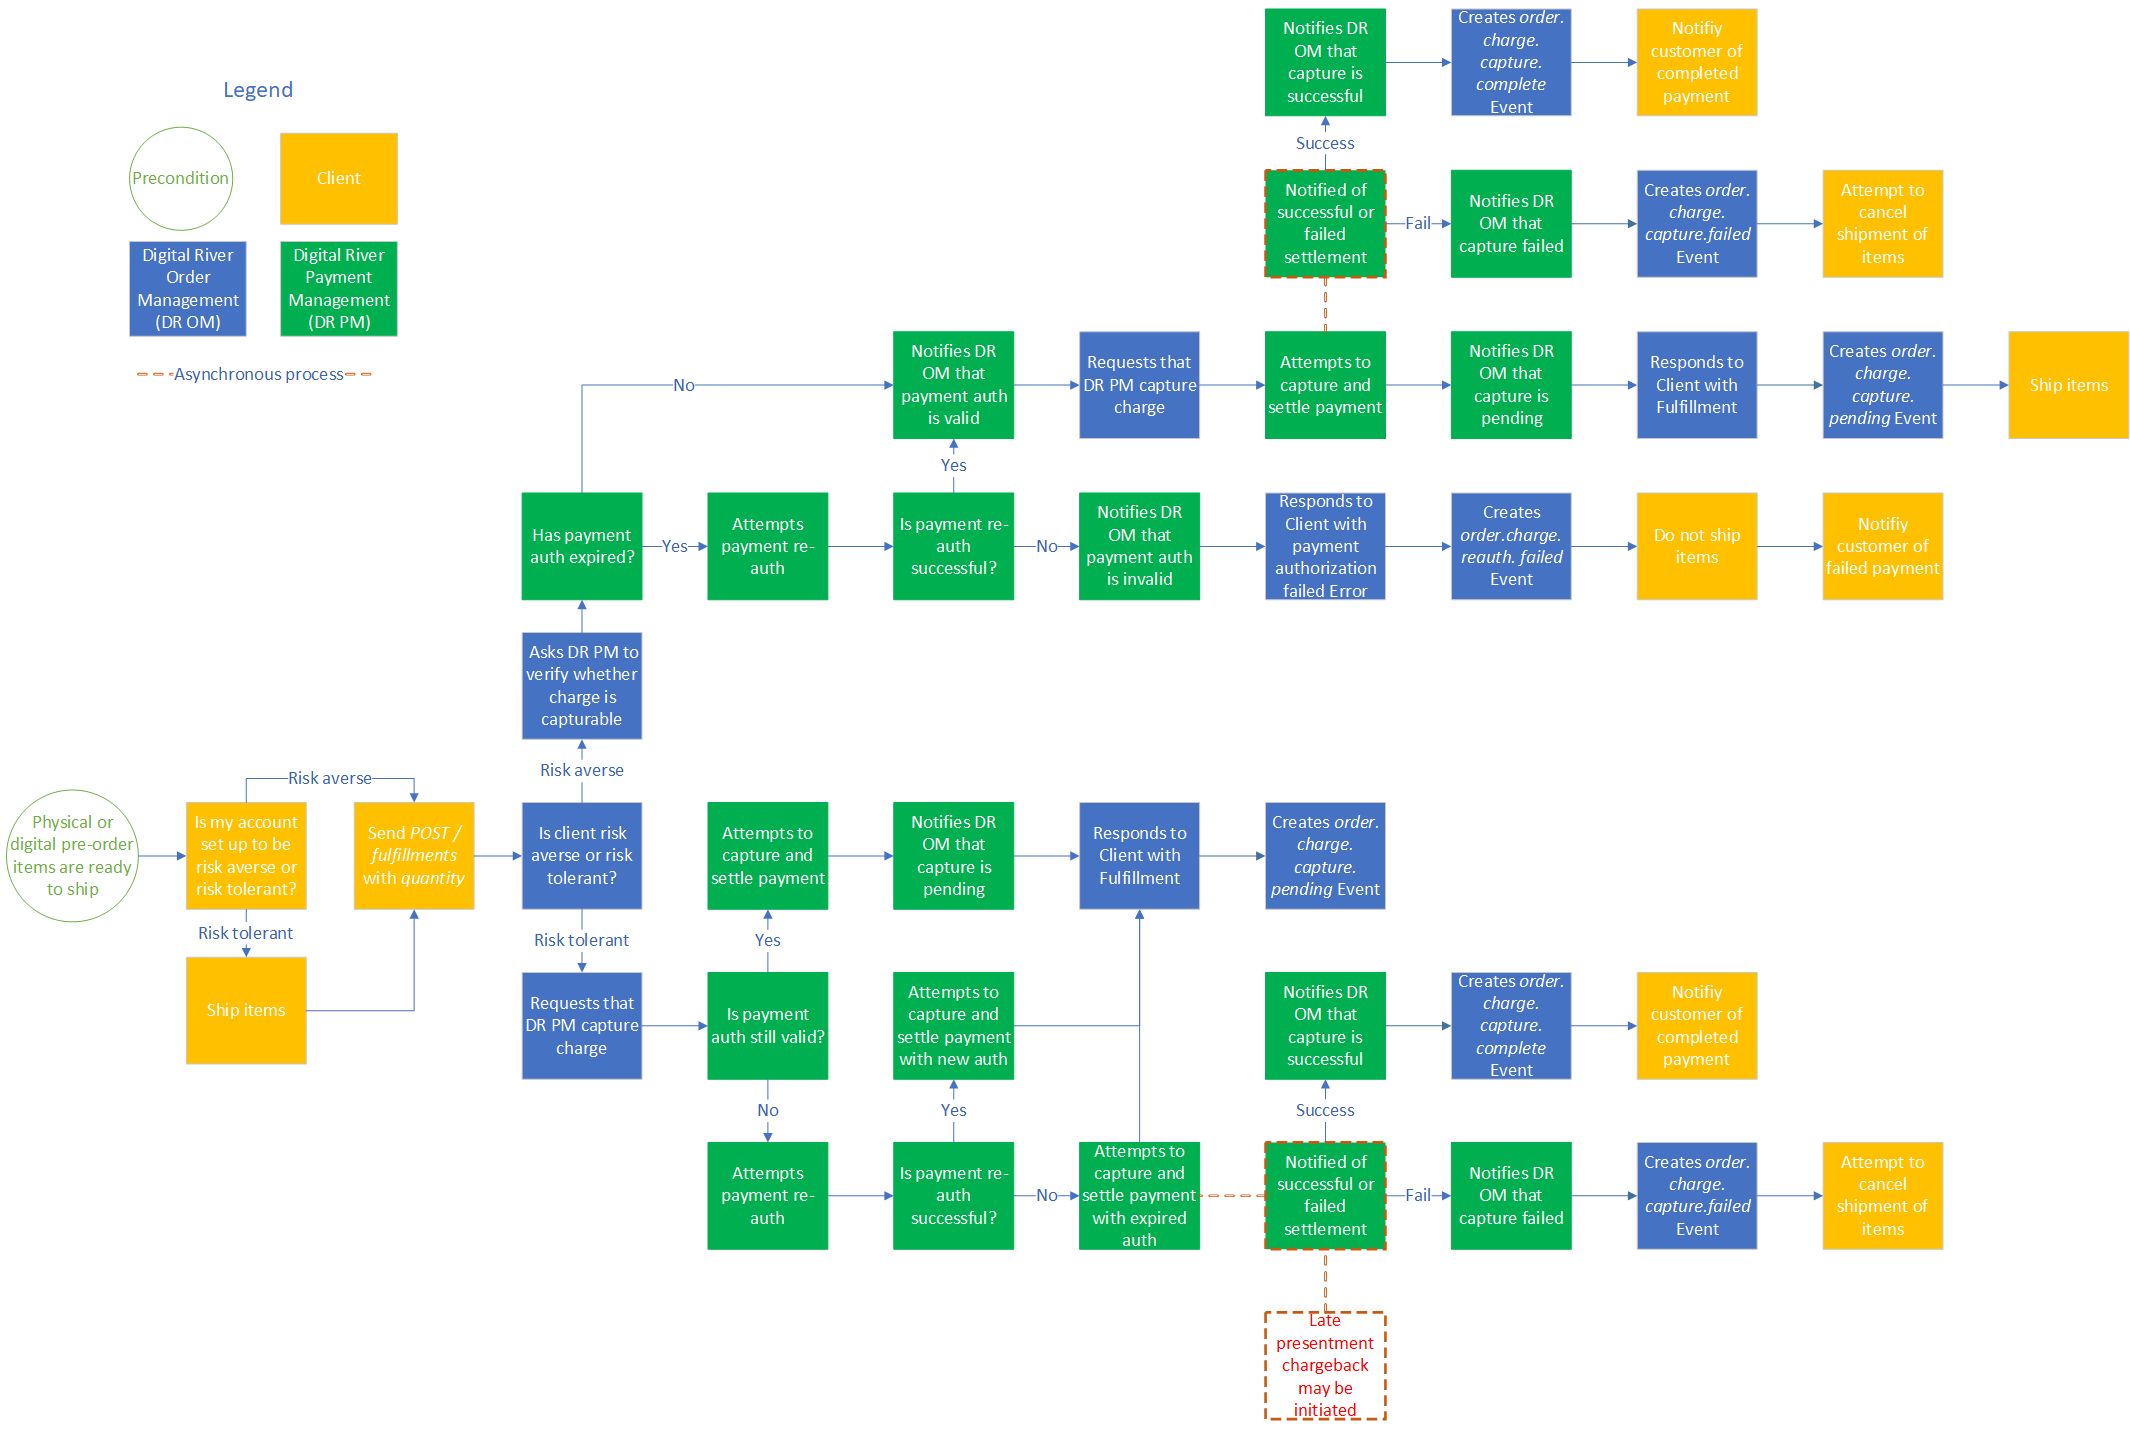 Legend
Precondition
Client
Digital River
Order
Management
(DR OM)
Digital River
Payment
Management
(DR PM)
Asynchronous process
Notifies DR
OM that
capture is
successful
Creates order.
charge.
capture.
complete
Event
Notifiy
customer of
completed
payment
Success
Notified of
successful or
failed
settlement
Fail
Notifies DR
OM that
capture failed
Creates order.
charge.
capture.failed
Event
Attempt to
cancel
shipment of
items
No
Notifies DR
OM that
payment auth
is valid
Requests that
DR PM capture
charge
Attempts to
capture and
settle payment
Notifies DR
OM that
capture is
pending
Responds to
Client with
Fulfillment
Creates order.
charge.
capture.
pending Event
Ship items
Yes
Has payment
auth expired?
Yes
Attempts
payment re-
auth
Is payment re-
auth
successful?
No
Notifies DR
OM that
payment auth
is invalid
Responds to
Client with
payment
authorization
failed Error
Creates
order.charge.
reauth. failed
Event
Do not ship
items
Notifiy
customer of
failed payment
Asks DR PM to
verify whether
charge is
capturable
Risk averse
Risk averse
Physical or
digital pre-order
items are ready
to ship
Is my account
set up to be
risk averse or
risk tolerant?
Send POST /
fulfillments
with quantity
Is client risk
averse or risk
tolerant?
Attempts to
capture and
settle payment
Notifies DR
OM that
capture is
pending
Responds to
Client with
Fulfillment
Creates order.
charge.
capture.
pending Event
Risk tolerant
Risk tolerant
Yes
Ship items
Requests that
DR PM capture
charge
Is payment
auth still valid?
Attempts to
capture and
settle payment
with new auth
Notifies DR
OM that
capture is
successful
Creates order.
charge.
capture.
complete
Event
Notifiy
customer of
completed
payment
No
Yes
Success
Attempts
payment re-
auth
Is payment re-
auth
successful?
No
Attempts to
capture and
settle payment
with expired
auth
Notified of
successful or
failed
settlement
Fail
Notifies DR
OM that
capture failed
Creates order.
charge.
capture.failed
Event
Attempt to
cancel
shipment of
items
Late
presentment
chargeback
may be
initiated